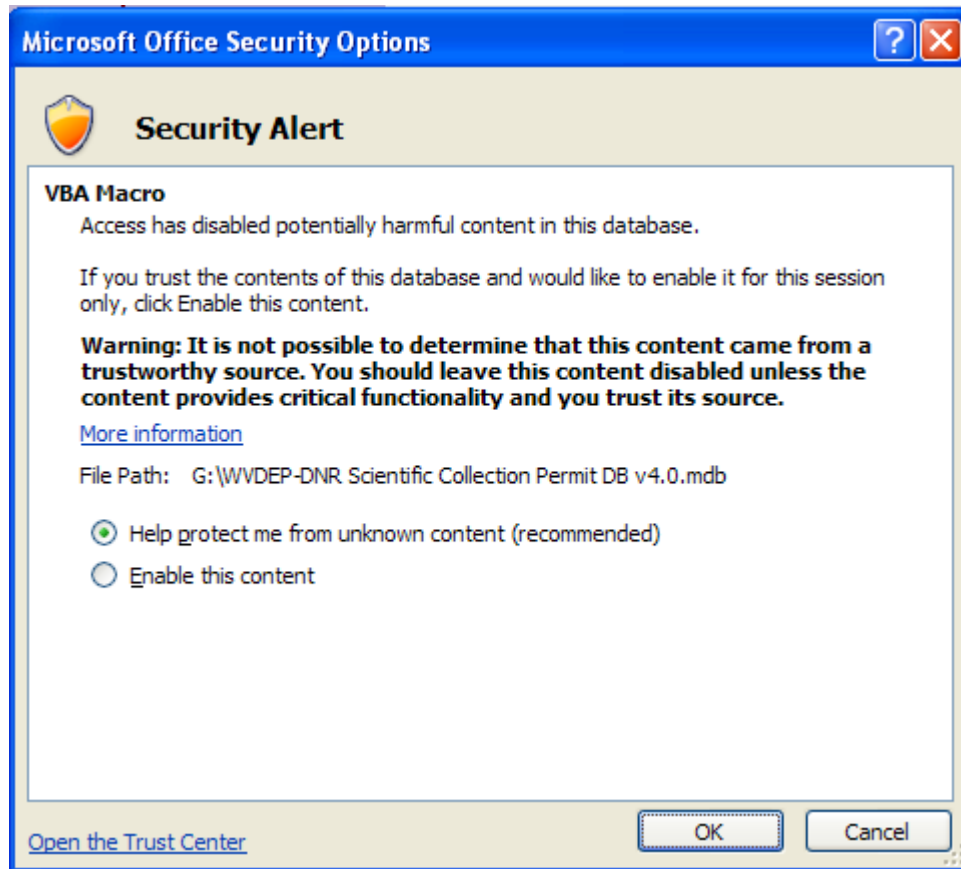 Microsoft Office Security Options
Security Alert
VBA Macro
Access has disabled potentially harmful content in this database.
If you trust the contents of this database and would like to enable it for this session
only, click Enable this content.
Warning: It is not possible to determine that this content came from a
trustworthy source. You should leave this content disabled unless the
content provides critical functionality and you trust its source.
More information
File Path: G:\WVDEP-DNR Scientific Collection Permit DB v4.0.mdb
Help protect me from unknown content (recommended)
Enable this content
Open the Trust Center
OK
Cancel